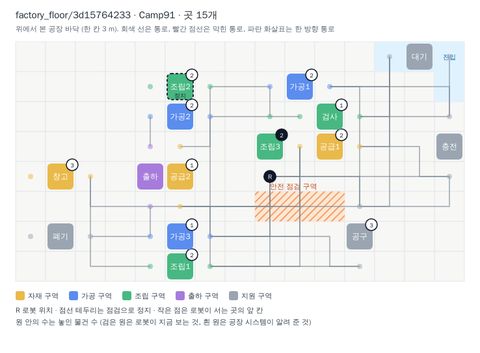 factory_floor/3d15764233 · Camp91 · 곳 15개
위에서 본 공장 바닥 (한 칸 3 m). 회색 선은 통로, 빨간 점선은 막힌 통로, 파란 화살표는 한 방향 통로
대기
진입
2
조립2
정지
2
가공1
2
가공2
1
검사
2
조립3
2
공급1
충전
3
창고
출하
1
공급2
R
안전 점검 구역
폐기
1
가공3
3
공구
2
조립1
자재 구역
가공 구역
조립 구역
출하 구역
지원 구역
R 로봇 위치 · 점선 테두리는 점검으로 정지 · 작은 점은 로봇이 서는 곳의 앞 칸
원 안의 수는 놓인 물건 수 (검은 원은 로봇이 지금 보는 것, 흰 원은 공장 시스템이 알려 준 것)